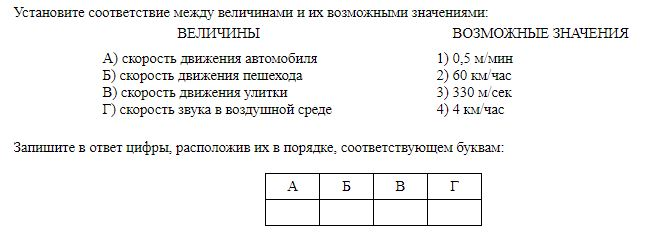 Установите соответствие между величинами и их возможными значениями:
ВЕЛИЧИНЫ ВОЗМОЖНЫЕ ЗНАЧЕНИЯ
А) скорость движения автомобиля 1) 0,5 м/мин
Б) скорость движения пешехода 2) 60 км/час
В) скорость движения улитки 3) 330 м/сек
Г) скорость звука в воздушной среде 4) 4 км/час
Запишите в ответ цифры, расположив их в порядке, соответствующем буквам:
А Б В Г